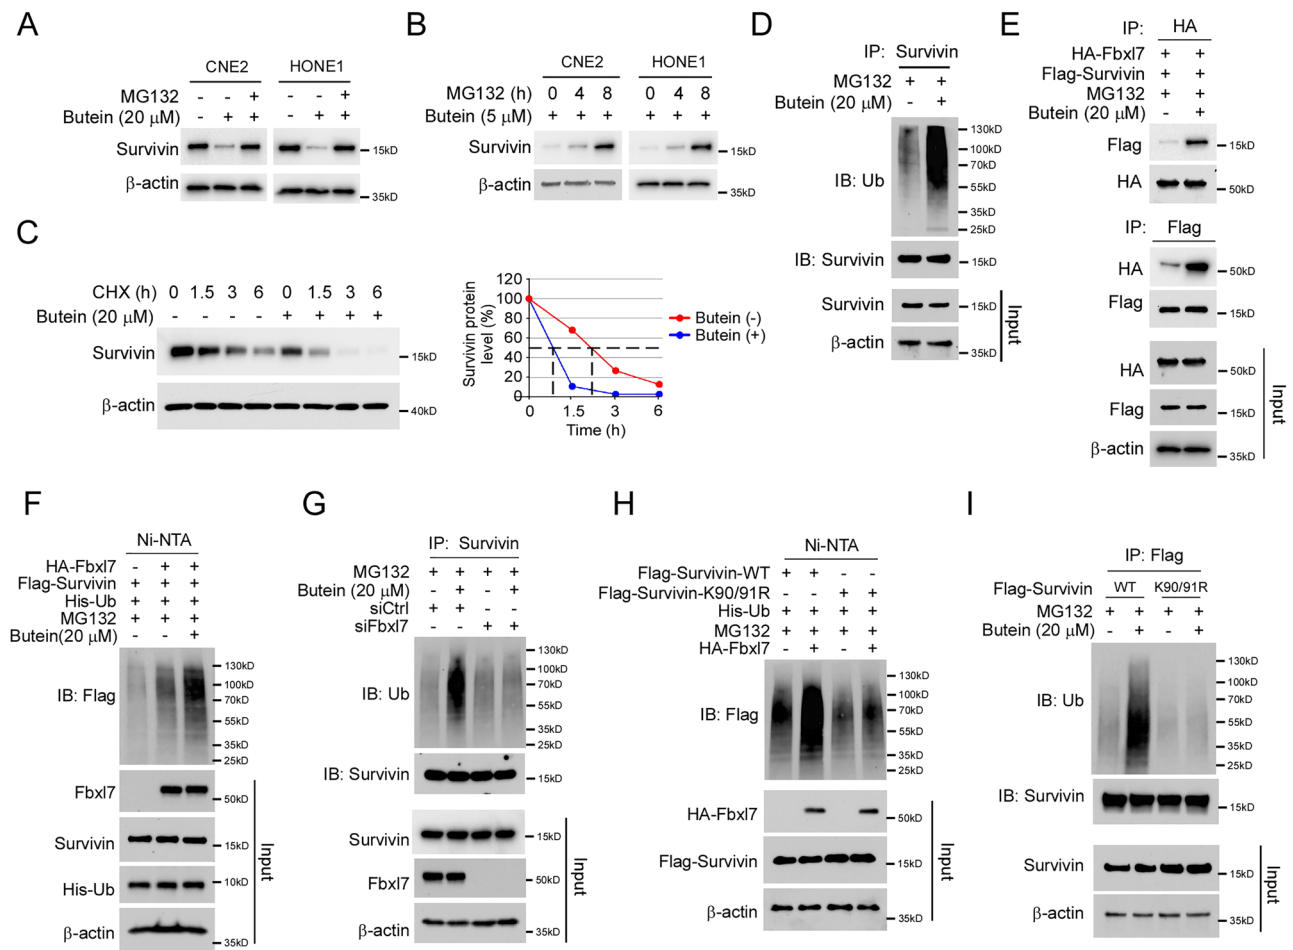 A
CNE2 HONE1
MG132 - - + - - +
Butein (20 μM) - + + - + +
Survivin 15kD
β-actin 35kD
B
CNE2 HONE1
MG132 (h) 0 4 8 0 4 8
Butein (5 μM) + + + + + +
Survivin 15kD
β-actin 35kD
C
CHX (h) 0 1.5 3 6 0 1.5 3 6
Butein (20 μM) - - - - + + + +
Survivin 15kD
β-actin 40kD
Survivin protein
level (%)
120
100
80
60
40
20
0
0 1.5 3 6
Time (h)
Butein (-)
Butein (+)
D
IP: Survivin
MG132 + +
Butein (20 μM) - +
IB: Ub
130kD
100kD
70kD
55kD
35kD
25kD
IB: Survivin 15kD
Survivin 15kD
β-actin 35kD
Input
E
IP: HA
HA-Fbxl7 + +
Flag-Survivin + +
MG132 + +
Butein (20 μM) - +
Flag 15kD
HA 50kD
IP: Flag
HA 50kD
Flag 15kD
HA 50kD
Flag 15kD
β-actin 35kD
Input
F
Ni-NTA
HA-Fbxl7 - + +
Flag-Survivin + + +
His-Ub + + +
MG132 + + +
Butein(20 μM) - - +
IB: Flag
130kD
100kD
70kD
55kD
35kD
25kD
Fbxl7 50kD
Survivin 15kD
His-Ub 10kD
β-actin 35kD
Input
G
IP: Survivin
MG132 + + + +
Butein (20 μM) - + - +
siCtrl + + - -
siFbxl7 - - + +
IB: Ub
130kD
100kD
70kD
55kD
35kD
25kD
IB: Survivin 15kD
Survivin 15kD
Fbxl7 50kD
β-actin 35kD
Input
H
Ni-NTA
Flag-Survivin-WT + + - -
Flag-Survivin-K90/91R - - + +
His-Ub + + + +
MG132 + + + +
HA-Fbxl7 - + - +
IB: Flag
130kD
100kD
70kD
55kD
35kD
25kD
HA-Fbxl7 50kD
Flag-Survivin 15kD
β-actin 35kD
Input
I
IP: Flag
Flag-Survivin WT K90/91R
MG132 + + + +
Butein (20 μM) - + - +
IB: Ub
130kD
100kD
70kD
55kD
35kD
25kD
IB: Survivin 15kD
Survivin 15kD
β-actin 35kD
Input